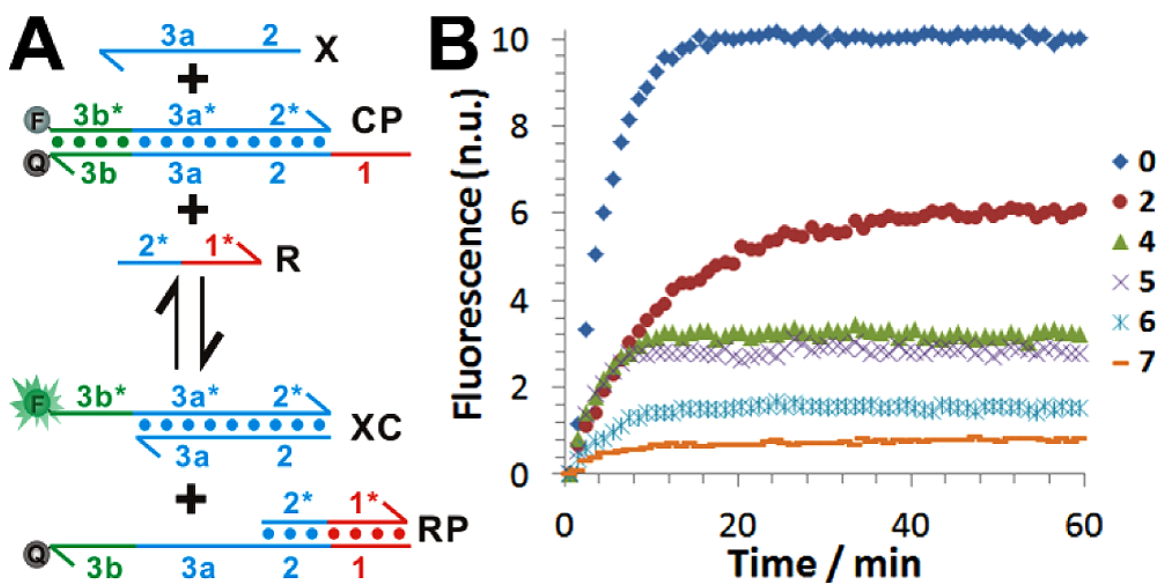 A
3a 2 X
+
F 3b* 3a* 2* CP
Q 3b 3a 2 1
+
2* 1* R
F 3b* 3a* 2*
XC
3a 2
+
2* 1*
RP
Q 3b 3a 2 1
B
Fluorescence (n.u.)
10
8
6
4
2
0
0 20 40 60
Time / min
0
2
4
5
6
7